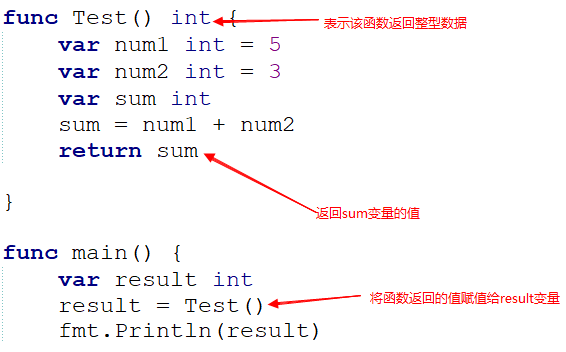 func Test() int {
表示该函数返回整型数据
    var num1 int = 5
    var num2 int = 3
    var sum int
    sum = num1 + num2
    return sum
返回sum变量的值
}
func main() {
    var result int
    result = Test()
将函数返回的值赋值给result变量
    fmt.Println(result)